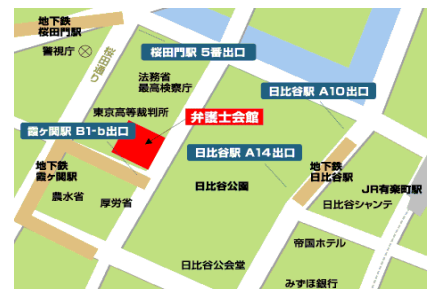 地下鉄
桜田門駅
警視庁
桜田通り
桜田門駅 5番出口
法務省
最高検察庁
日比谷駅 A10出口
東京高等裁判所
弁護士会館
霞ヶ関駅 B1-b出口
日比谷駅 A14出口
地下鉄
霞ヶ関駅
地下鉄
日比谷駅
農水省
厚労省
日比谷公園
JR有楽町駅
日比谷シャンテ
帝国ホテル
日比谷公会堂
みずほ銀行